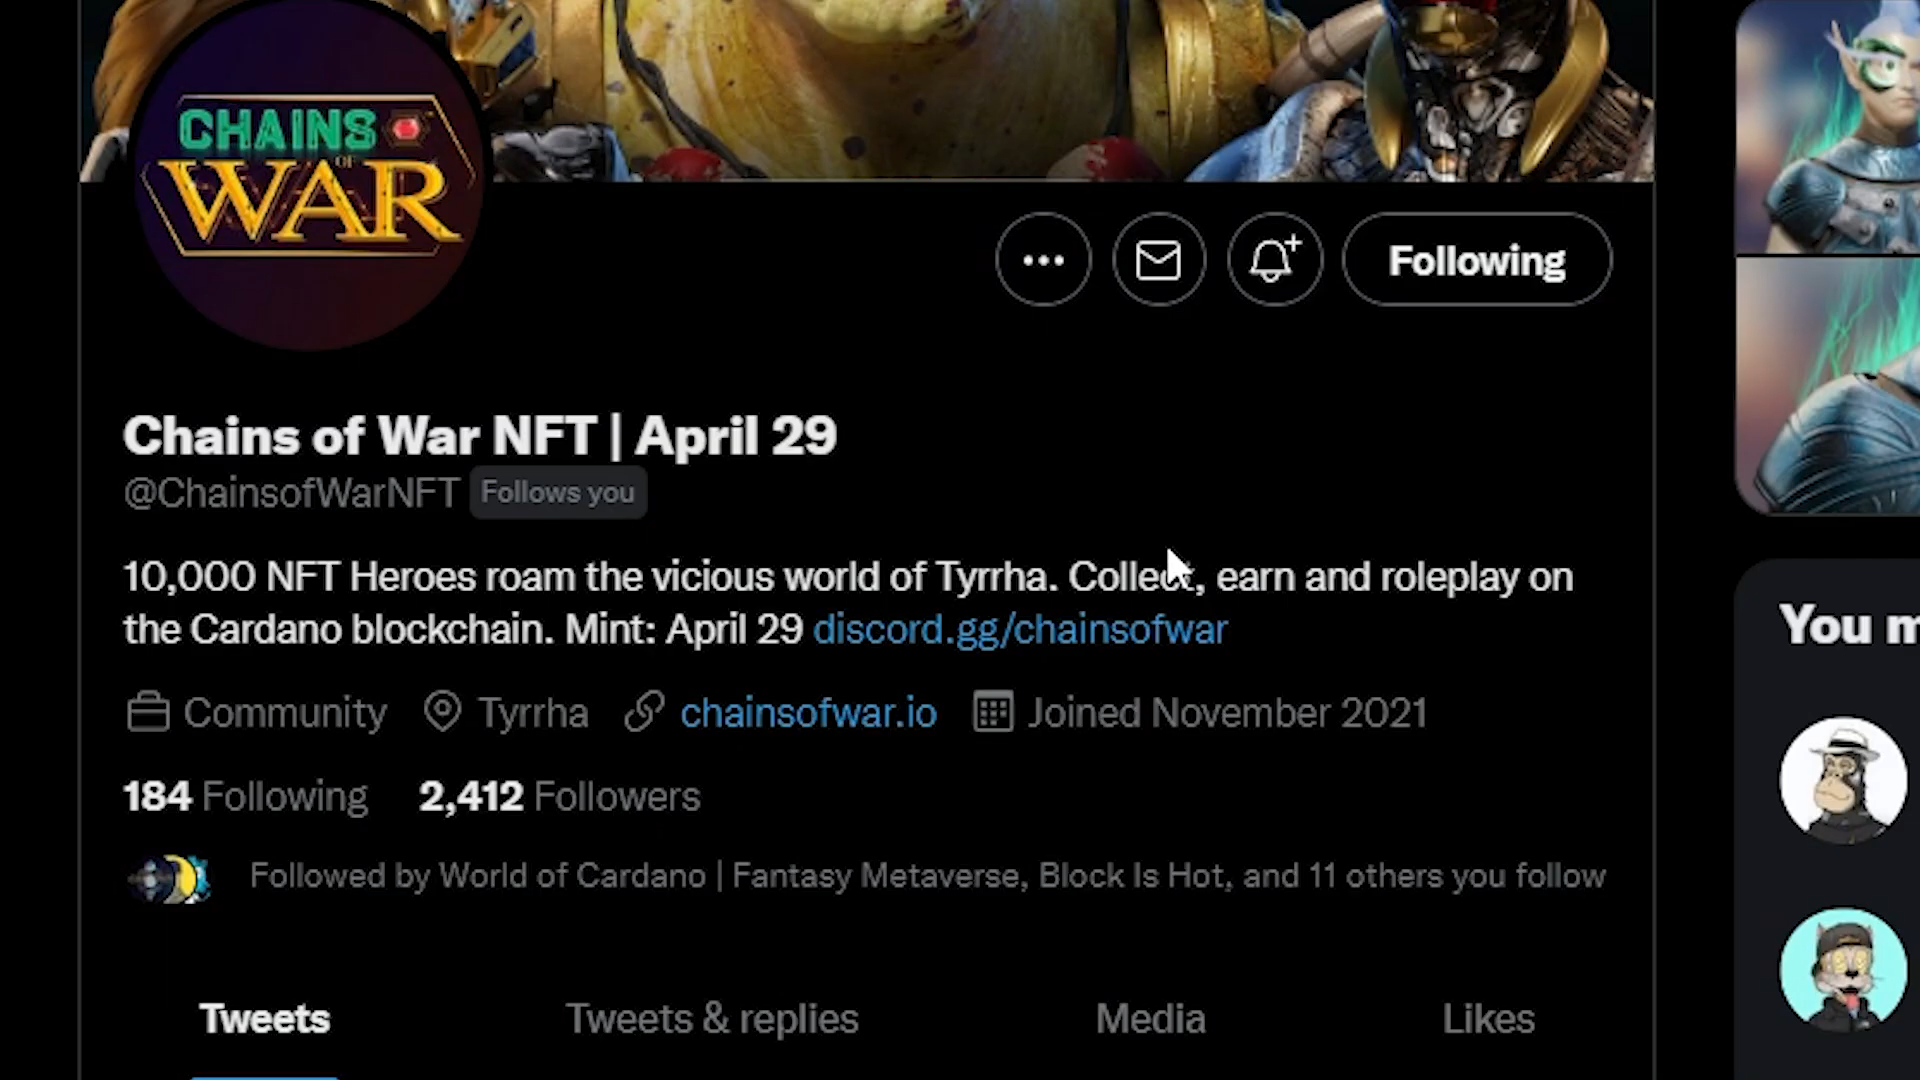 CHAINS
OF
WAR
Following
Chains of War NFT | April 29
@ChainsofWarNFT Follows you
10,000 NFT Heroes roam the vicious world of Tyrrha. Collect, earn and roleplay on
the Cardano blockchain. Mint: April 29 discord.gg/chainsofwar
Community Tyrrha chainsofwar.io Joined November 2021
184 Following 2,412 Followers
Followed by World of Cardano | Fantasy Metaverse, Block Is Hot, and 11 others you follow
Tweets Tweets & replies Media Likes
You m